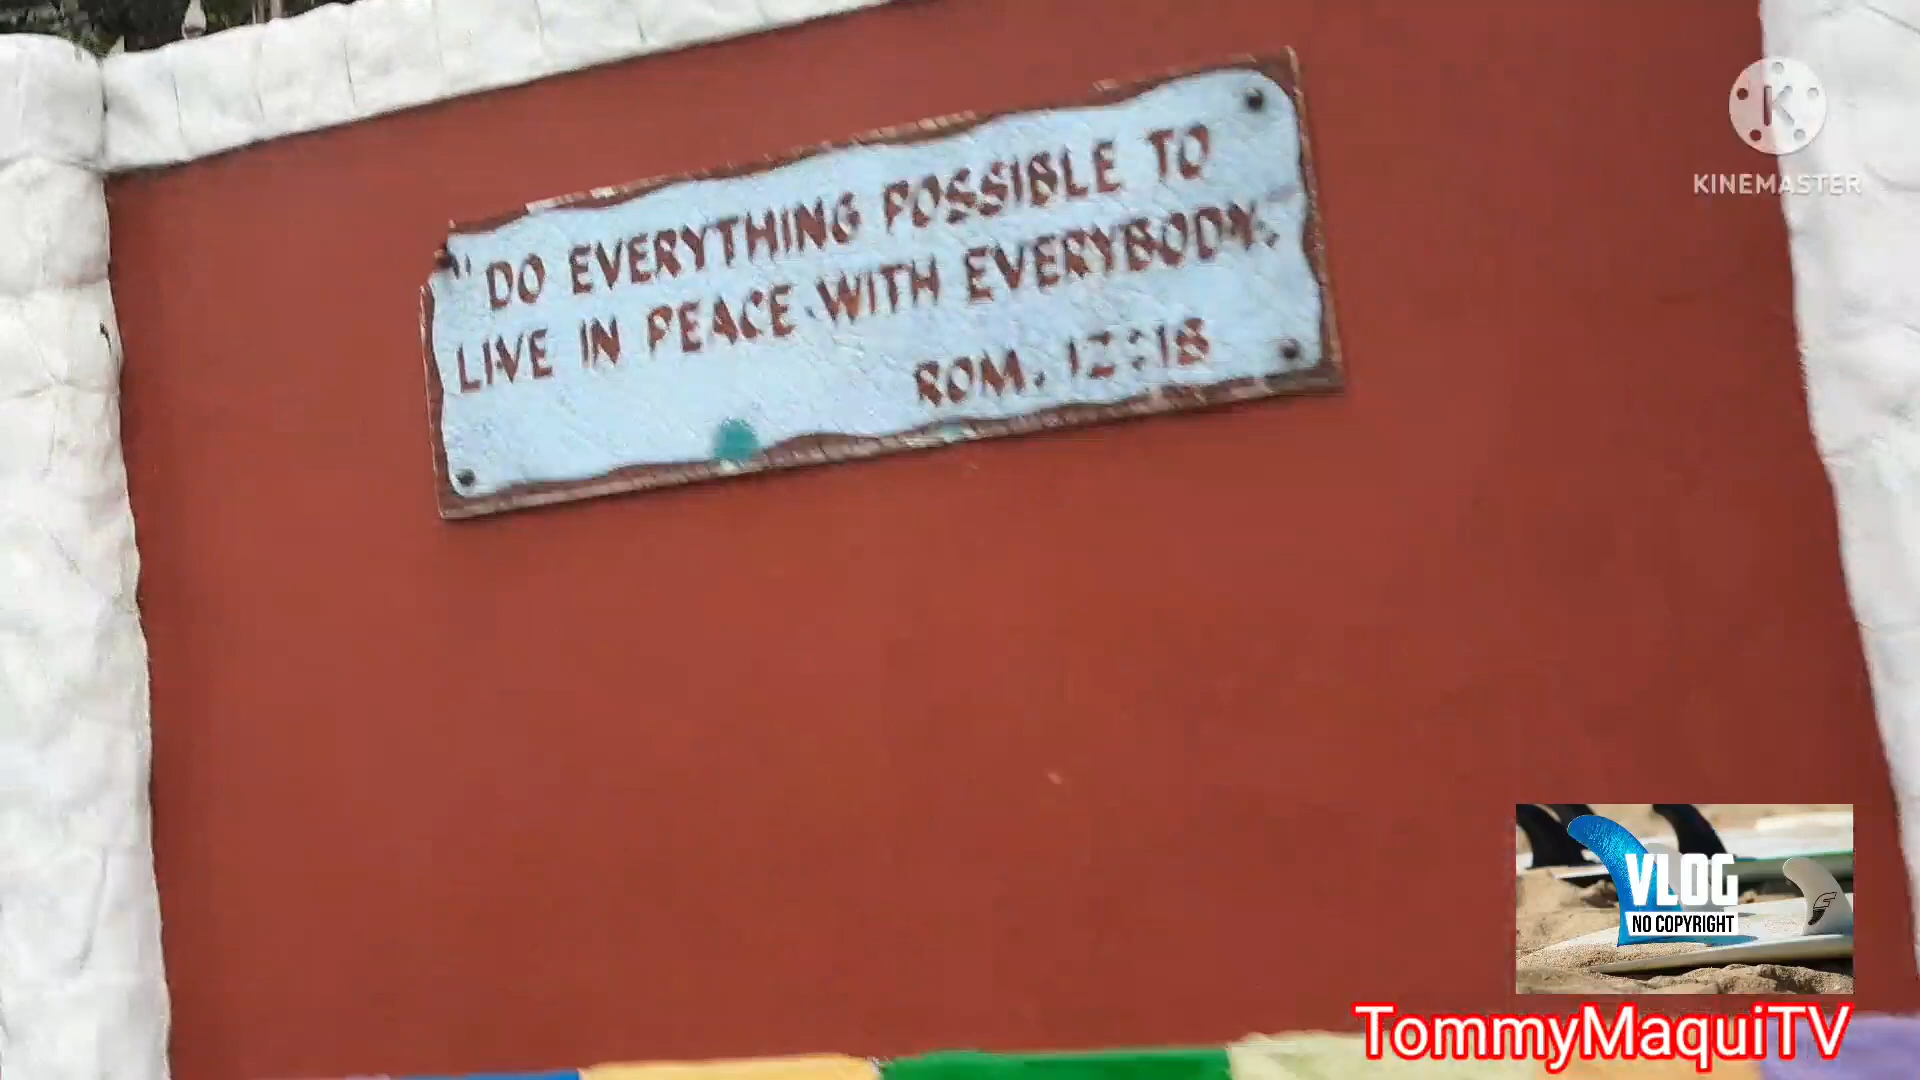 "DO EVERYTHING POSSIBLE TO
LIVE IN PEACE WITH EVERYBODY.
ROM. 12:18
K
KINEMASTER
VLOG
NO COPYRIGHT
TommyMaquiTV